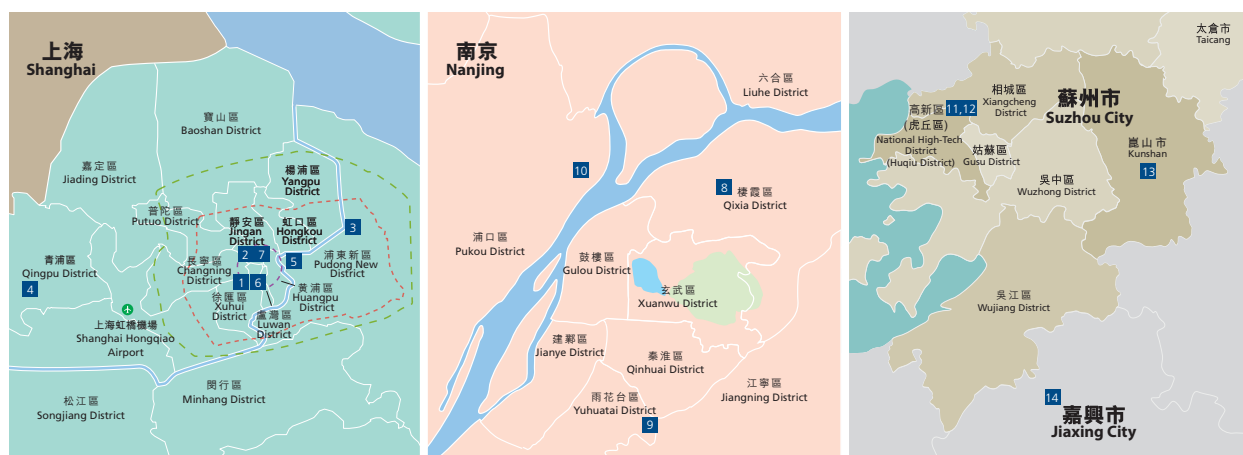 上海
Shanghai
寶山區
Baoshan District
嘉定區
Jiading District
楊浦區
Yangpu
District
普陀區
Putuo District
靜安區
Jingan
District
虹口區
Hongkou
District
3
2 7
5
浦東新區
Pudong New
District
長寧區
Changning
District
青浦區
Qingpu District
4
1 6
黄浦區
Huangpu
District
徐匯區
Xuhui
District
盧灣區
Luwan
District
上海虹橋機場
Shanghai Hongqiao
Airport
閔行區
Minhang District
松江區
Songjiang District
南京
Nanjing
六合區
Liuhe District
10
8
棲霞區
Qixia District
浦口區
Pukou District
鼓樓區
Gulou District
玄武區
Xuanwu District
建鄴區
Jianye District
秦淮區
Qinhuai District
江寧區
Jiangning District
雨花台區
Yuhuatai District
9
太倉市
Taicang
相城區
Xiangcheng
District
蘇州市
Suzhou City
高新區
11,12
(虎丘區)
National High-Tech
District
(Huqiu District)
姑蘇區
Gusu District
崑山市
Kunshan
13
吳中區
Wuzhong District
吳江區
Wujiang District
14
嘉興市
Jiaxing City